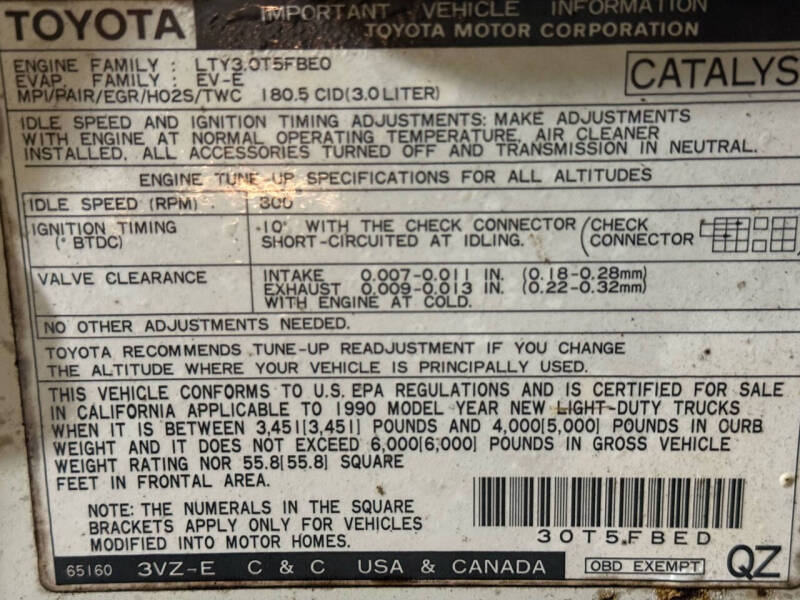 TOYOTA IMPORTANT VEHICLE INFORMATION
TOYOTA MOTOR CORPORATION
ENGINE FAMILY : LTY3.0T5FBE0
EVAP. FAMILY : EV-E
MPI/PAIR/EGR/HO2S/TWC 180.5 CID(3.0 LITER)
CATALYS
IDLE SPEED AND IGNITION TIMING ADJUSTMENTS: MAKE ADJUSTMENTS
WITH ENGINE AT NORMAL OPERATING TEMPERATURE, AIR CLEANER
INSTALLED, ALL ACCESSORIES TURNED OFF AND TRANSMISSION IN NEUTRAL.
ENGINE TUNE-UP SPECIFICATIONS FOR ALL ALTITUDES
IDLE SPEED (RPM)
IGNITION TIMING
(° BTDC)
10° WITH THE CHECK CONNECTOR
SHORT-CIRCUITED AT IDLING.
(CHECK
CONNECTOR
VALVE CLEARANCE
INTAKE 0.007-0.011 IN. (0.18-0.28mm)
EXHAUST 0.009-0.013 IN. (0.22-0.32mm)
WITH ENGINE AT COLD.
NO OTHER ADJUSTMENTS NEEDED.
TOYOTA RECOMMENDS TUNE-UP READJUSTMENT IF YOU CHANGE
THE ALTITUDE WHERE YOUR VEHICLE IS PRINCIPALLY USED.
THIS VEHICLE CONFORMS TO U.S. EPA REGULATIONS AND IS CERTIFIED FOR SALE
IN CALIFORNIA APPLICABLE TO 1990 MODEL YEAR NEW LIGHT-DUTY TRUCKS
WHEN IT IS BETWEEN 3,451[3,451] POUNDS AND 4,000[5,000] POUNDS IN CURB
WEIGHT AND IT DOES NOT EXCEED 6,000[6,000] POUNDS IN GROSS VEHICLE
WEIGHT RATING NOR 55.8[55.8] SQUARE
FEET IN FRONTAL AREA.
NOTE: THE NUMERALS IN THE SQUARE
BRACKETS APPLY ONLY FOR VEHICLES
MODIFIED INTO MOTOR HOMES.
30T5FBED
65160 3VZ-E C & C USA & CANADA OBD EXEMPT QZ